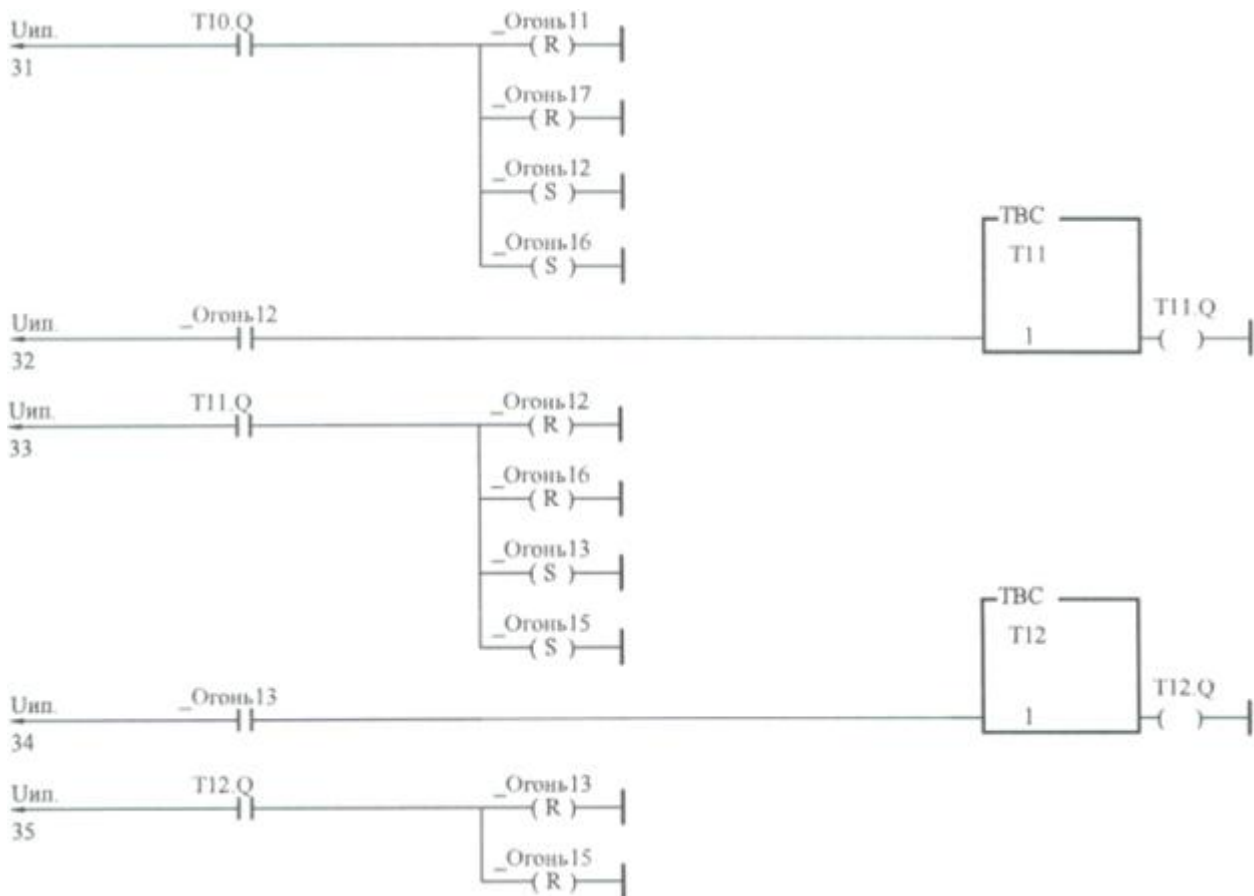 Uип.
T10.Q
_Огонь11
( R )
31
_Огонь17
( R )
_Огонь12
( S )
_Огонь16
( S )
TBC
T11
1
T11.Q
( )
Uип.
_Огонь12
32
Uип.
T11.Q
_Огонь12
( R )
33
_Огонь16
( R )
_Огонь13
( S )
_Огонь15
( S )
TBC
T12
1
T12.Q
( )
Uип.
_Огонь13
34
Uип.
T12.Q
_Огонь13
( R )
35
_Огонь15
( R )